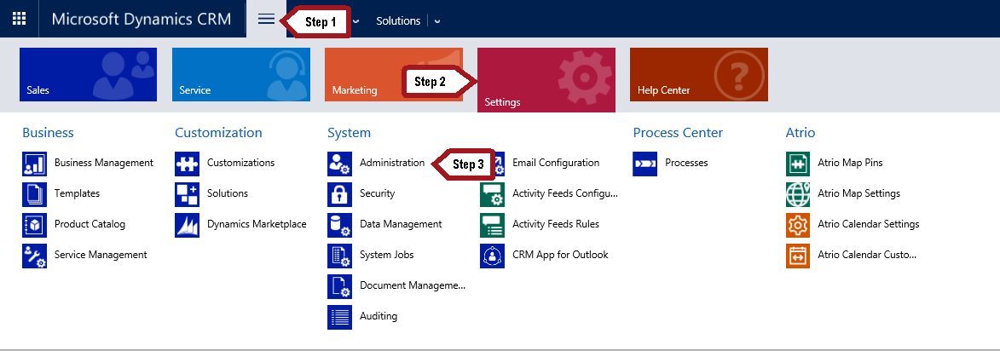 Microsoft Dynamics CRM
Step 1
Solutions
Sales
Service
Marketing
Step 2
Settings
Help Center
Business
Customization
System
Process Center
Atrio
Business Management
Customizations
Administration
Step 3
Email Configuration
Processes
Atrio Map Pins
Templates
Solutions
Security
Activity Feeds Configu...
Atrio Map Settings
Product Catalog
Dynamics Marketplace
Data Management
Activity Feeds Rules
Atrio Calendar Settings
Service Management
System Jobs
CRM App for Outlook
Atrio Calendar Custo...
Document Manageme...
Auditing